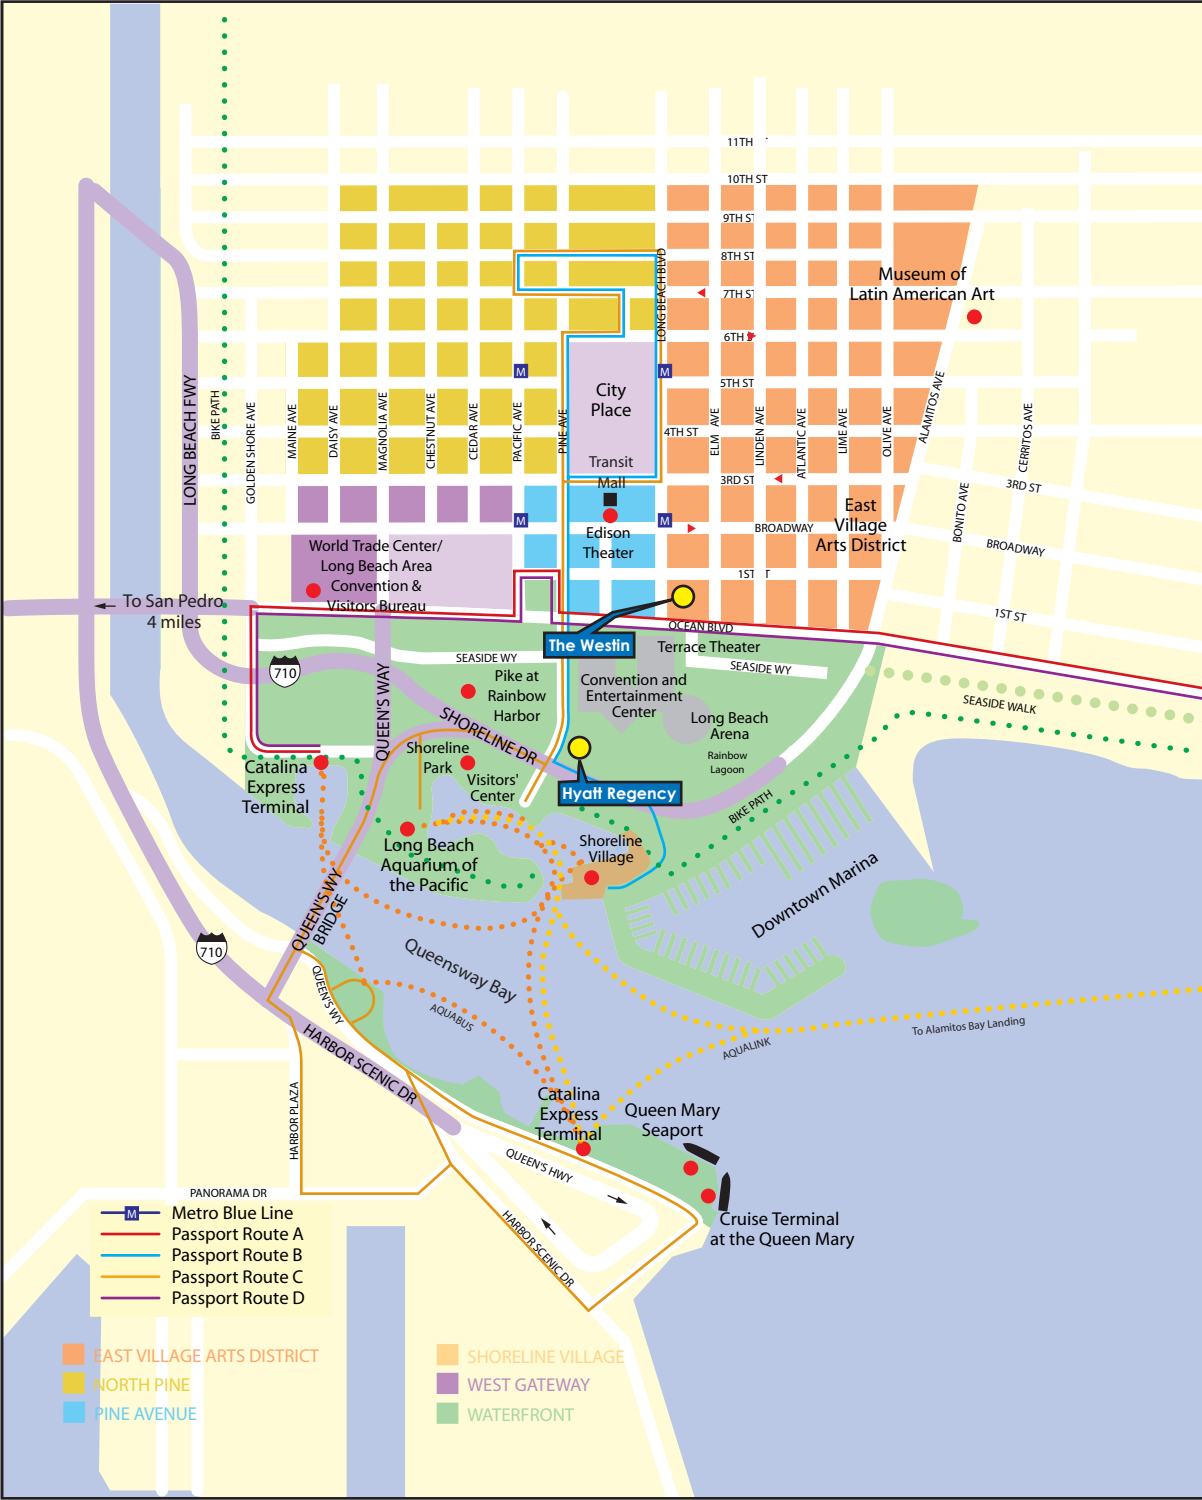 11TH
10TH ST
9TH ST
8TH ST
7TH ST
6TH S
5TH ST
4TH ST
3RD ST
BROADWAY
1ST ST
LONG BEACH BLVD
Museum of
Latin American Art
City
Place
Transit
Mall
M
M
M
M
Edison
Theater
East
Village
Arts District
LONG BEACH FWY
BIKE PATH
GOLDEN SHORE AVE
MAINE AVE
DAISY AVE
MAGNOLIA AVE
CHESTNUT AVE
CEDAR AVE
PACIFIC AVE
PINE AVE
ELM AVE
LINDEN AVE
ATLANTIC AVE
LIME AVE
OLIVE AVE
ALAMITOS AVE
BONITO AVE
CERRITOS AVE
3RD ST
BROADWAY
1ST ST
World Trade Center/
Long Beach Area
Convention &
Visitors Bureau
To San Pedro
4 miles
OCEAN BLVD
The Westin
Terrace Theater
SEASIDE WY
SEASIDE WY
SEASIDE WALK
710
QUEEN'S WAY
Pike at
Rainbow
Harbor
Convention and
Entertainment
Center
Long Beach
Arena
Rainbow
Lagoon
SHORELINE DR
Shoreline
Park
Visitors'
Center
Hyatt Regency
BIKE PATH
Catalina
Express
Terminal
Long Beach
Aquarium of
the Pacific
Shoreline
Village
Downtown Marina
QUEEN'S WY
BRIDGE
710
Queensway Bay
QUEEN'S WY
AQUABUS
AQUALINK
To Alamitos Bay Landing
HARBOR SCENIC DR
HARBOR PLAZA
Catalina
Express
Terminal
Queen Mary
Seaport
QUEEN'S HWY
HARBOR SCENIC DR
Cruise Terminal
at the Queen Mary
PANORAMA DR
M Metro Blue Line
Passport Route A
Passport Route B
Passport Route C
Passport Route D
EAST VILLAGE ARTS DISTRICT
NORTH PINE
PINE AVENUE
SHORELINE VILLAGE
WEST GATEWAY
WATERFRONT